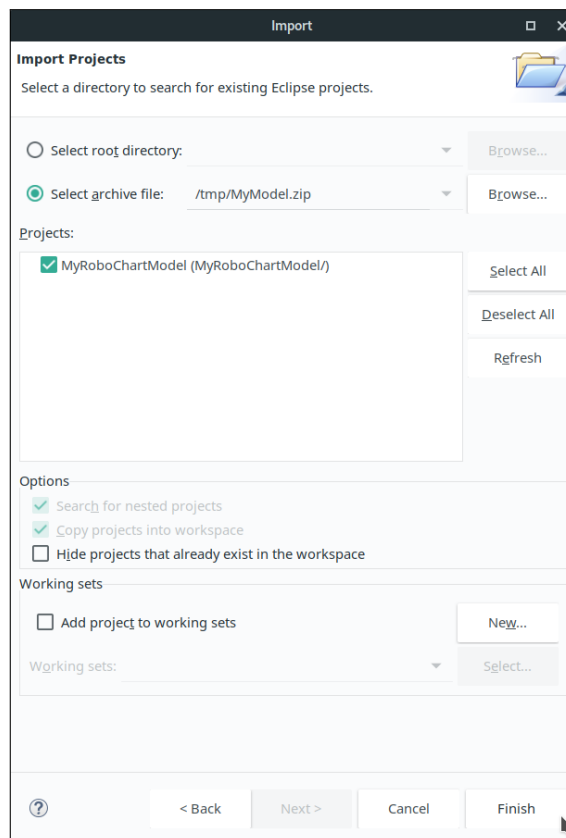 Import
Import Projects
Select a directory to search for existing Eclipse projects.
Select root directory:
Browse...
Select archive file: /tmp/MyModel.zip
Browse...
Projects:
MyRoboChartModel (MyRoboChartModel/)
Select All
Deselect All
Refresh
Options
Search for nested projects
Copy projects into workspace
Hide projects that already exist in the workspace
Working sets
Add project to working sets
New...
Working sets:
Select...
?
< Back
Next >
Cancel
Finish